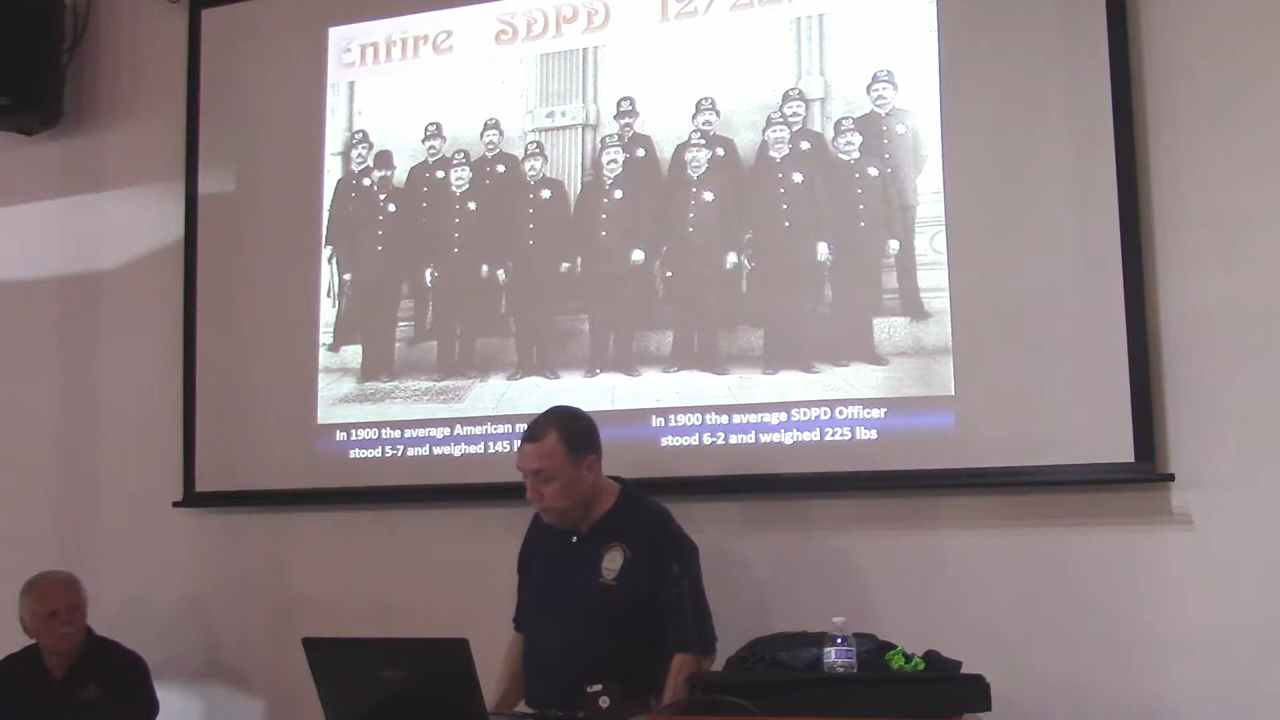 Entire SDPD
In 1900 the average American
stood 5-7 and weighed 145
In 1900 the average SDPD Officer
stood 6-2 and weighed 225 lbs